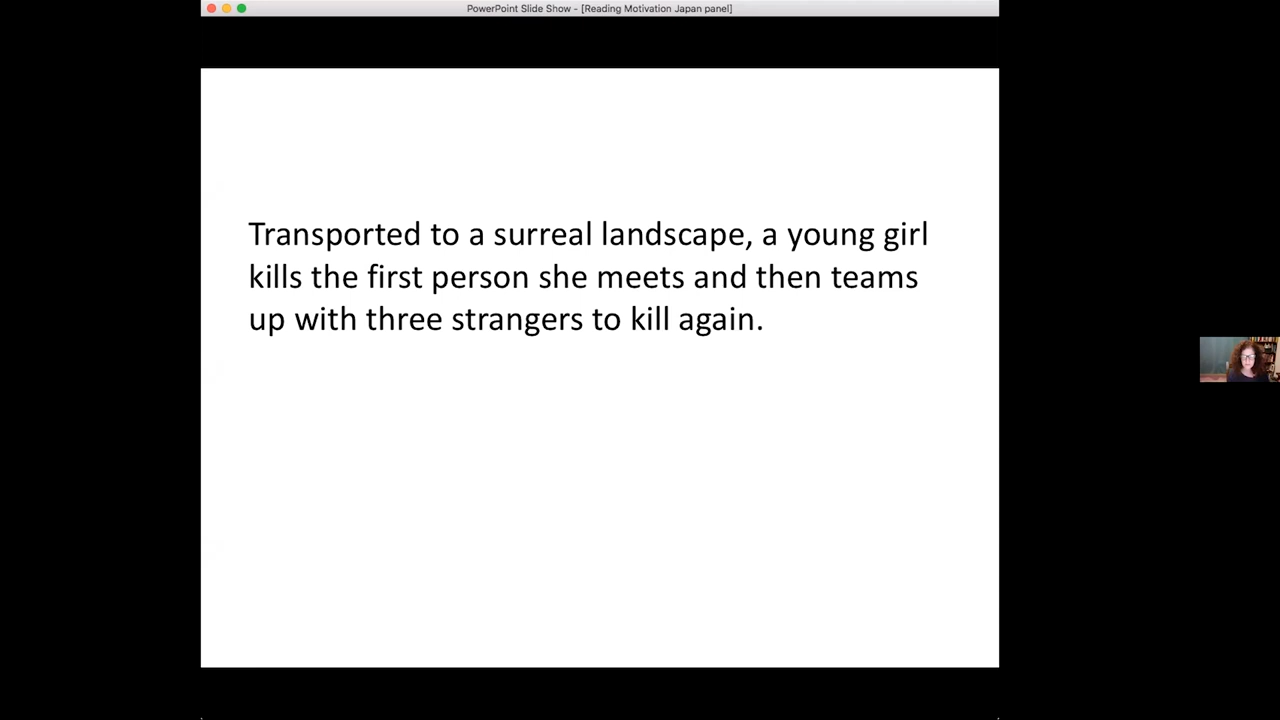 PowerPoint Slide Show - [Reading Motivation Japan panel]
Transported to a surreal landscape, a young girl
kills the first person she meets and then teams
up with three strangers to kill again.